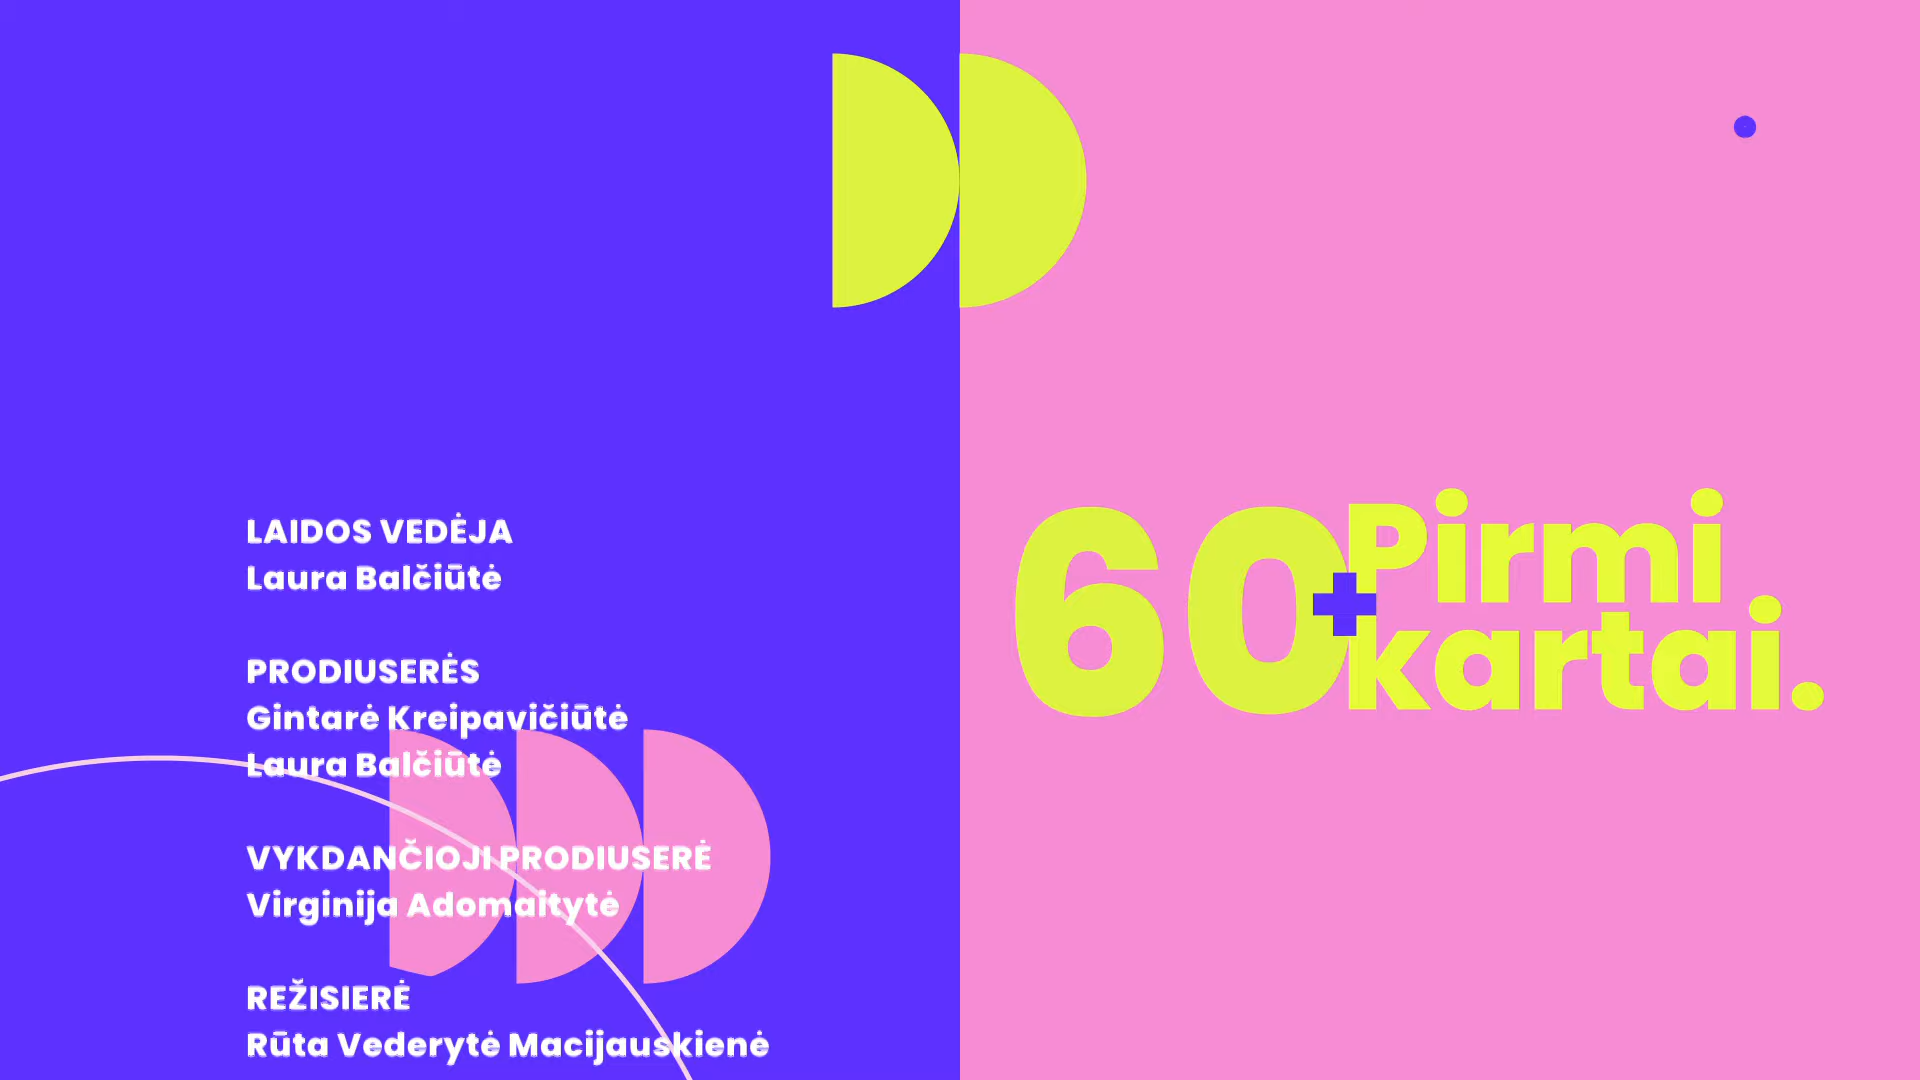 LAIDOS VEDĖJA
Laura Balčiūtė
PRODIUSERĖS
Gintarė Kreipavičiūtė
Laura Balčiūtė
VYKDANČIOJI PRODIUSERĖ
Virginija Adomaitytė
REŽISIERĖ
Rūta Vederytė Macijauskienė
60+
Pirmi
kartai.